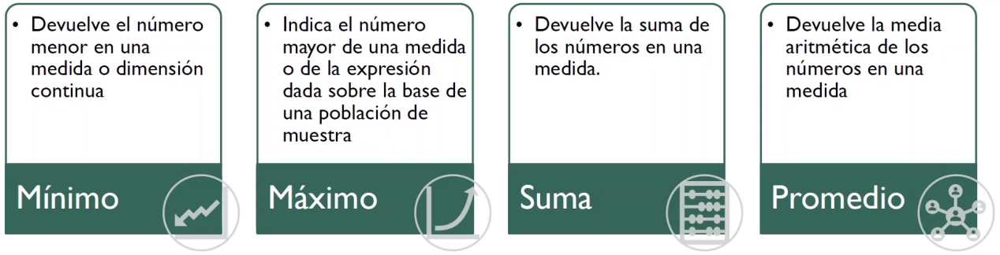 • Devuelve el número
menor en una
medida o dimensión
continua
Mínimo
• Indica el número
mayor de una medida
o de la expresión
dada sobre la base de
una población de
muestra
Máximo
• Devuelve la suma de
los números en una
medida.
Suma
• Devuelve la media
aritmética de los
números en una
medida
Promedio